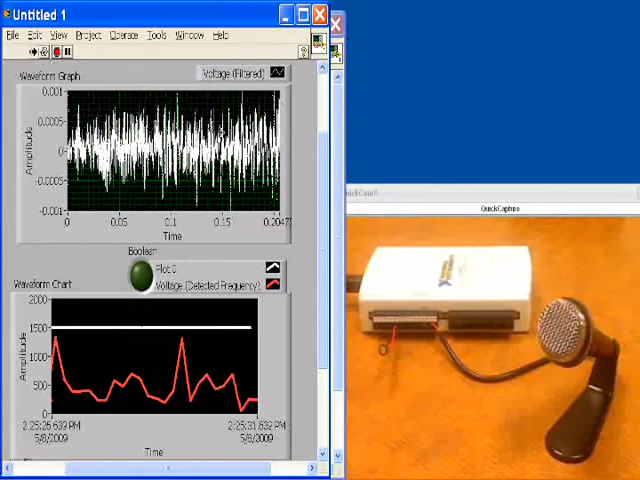 Untitled 1
File Edit View Project Operate Tools Window Help
Waveform Graph
Voltage (Filtered)
0.001
0.0005
0
-0.0005
-0.001
Amplitude
0 0.05 0.1 0.15 0.20475
Time
Boolean
Plot 0
Waveform Chart
Voltage (Detected Frequency)
2000
1500
1000
500
0
Amplitude
2:25:25.639 PM
5/8/2009
2:25:31.632 PM
5/8/2009
Time
QuickCapture